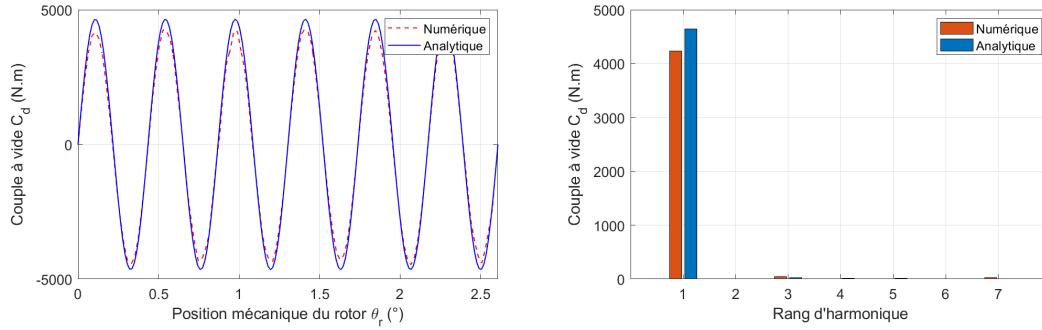 5000
0
-5000
Couple à vide C_d (N.m)
0
0.5
1
1.5
2
2.5
Position mécanique du rotor θ_r (°)
Numérique
Analytique
5000
4000
3000
2000
1000
0
Couple à vide C_d (N.m)
1
2
3
4
5
6
7
Rang d'harmonique
Numérique
Analytique